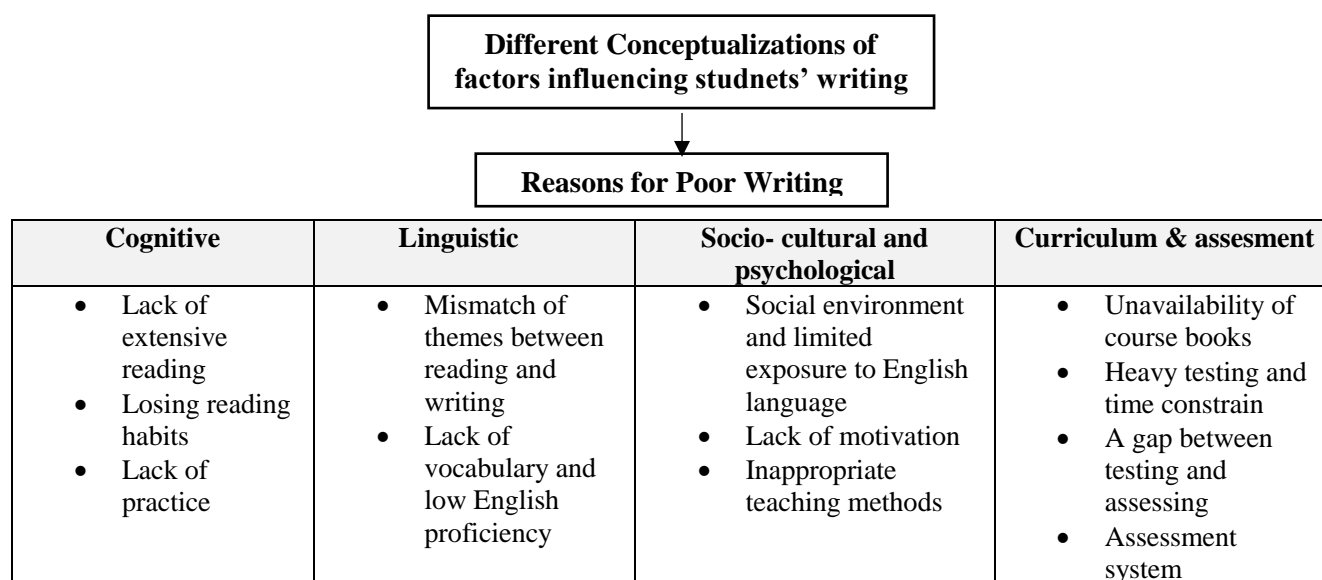 Different Conceptualizations of
factors influencing studnets’ writing
Reasons for Poor Writing
Cognitive
Linguistic
Socio- cultural and
psychological
Curriculum & assesment
• Lack of
extensive
reading
• Losing reading
habits
• Lack of
practice
• Mismatch of
themes between
reading and
writing
• Lack of
vocabulary and
low English
proficiency
• Social environment
and limited
exposure to English
language
• Lack of motivation
• Inappropriate
teaching methods
• Unavailability of
course books
• Heavy testing and
time constrain
• A gap between
testing and
assessing
• Assessment
system